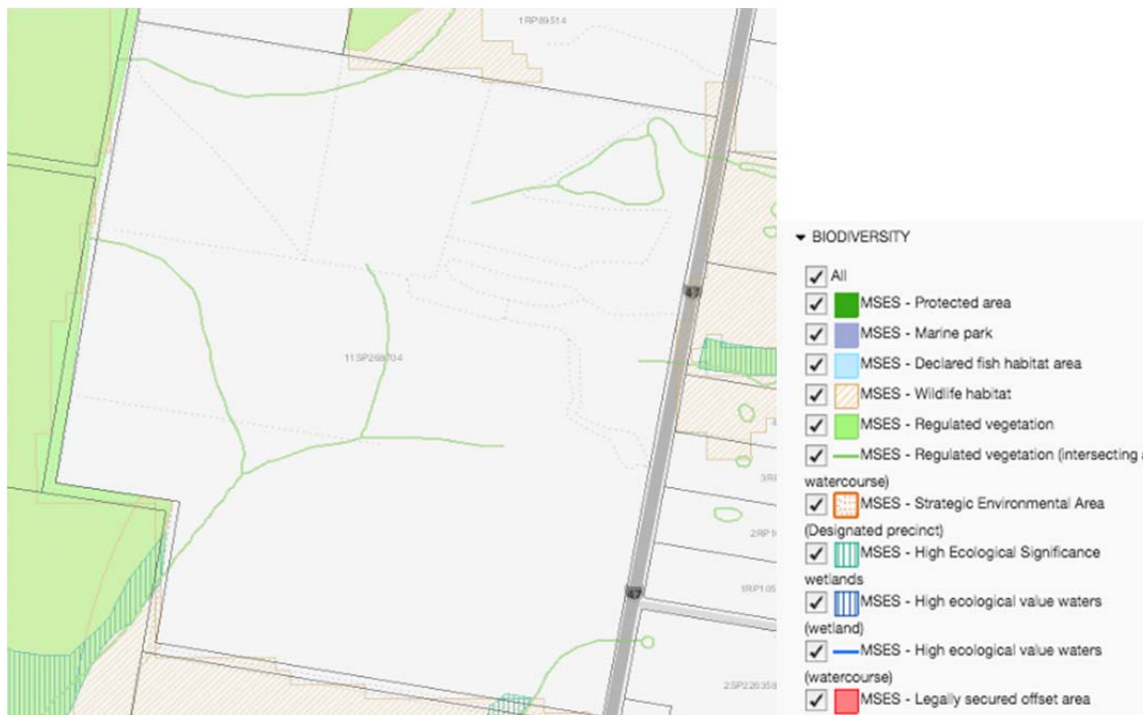 1RP89514
47
11SP268704
3RP
2RP1
1RP105
47
2SP226358
▼ BIODIVERSITY
All
MSES - Protected area
MSES - Marine park
MSES - Declared fish habitat area
MSES - Wildlife habitat
MSES - Regulated vegetation
MSES - Regulated vegetation (intersecting a
watercourse)
MSES - Strategic Environmental Area
(Designated precinct)
MSES - High Ecological Significance
wetlands
MSES - High ecological value waters
(wetland)
MSES - High ecological value waters
(watercourse)
MSES - Legally secured offset area